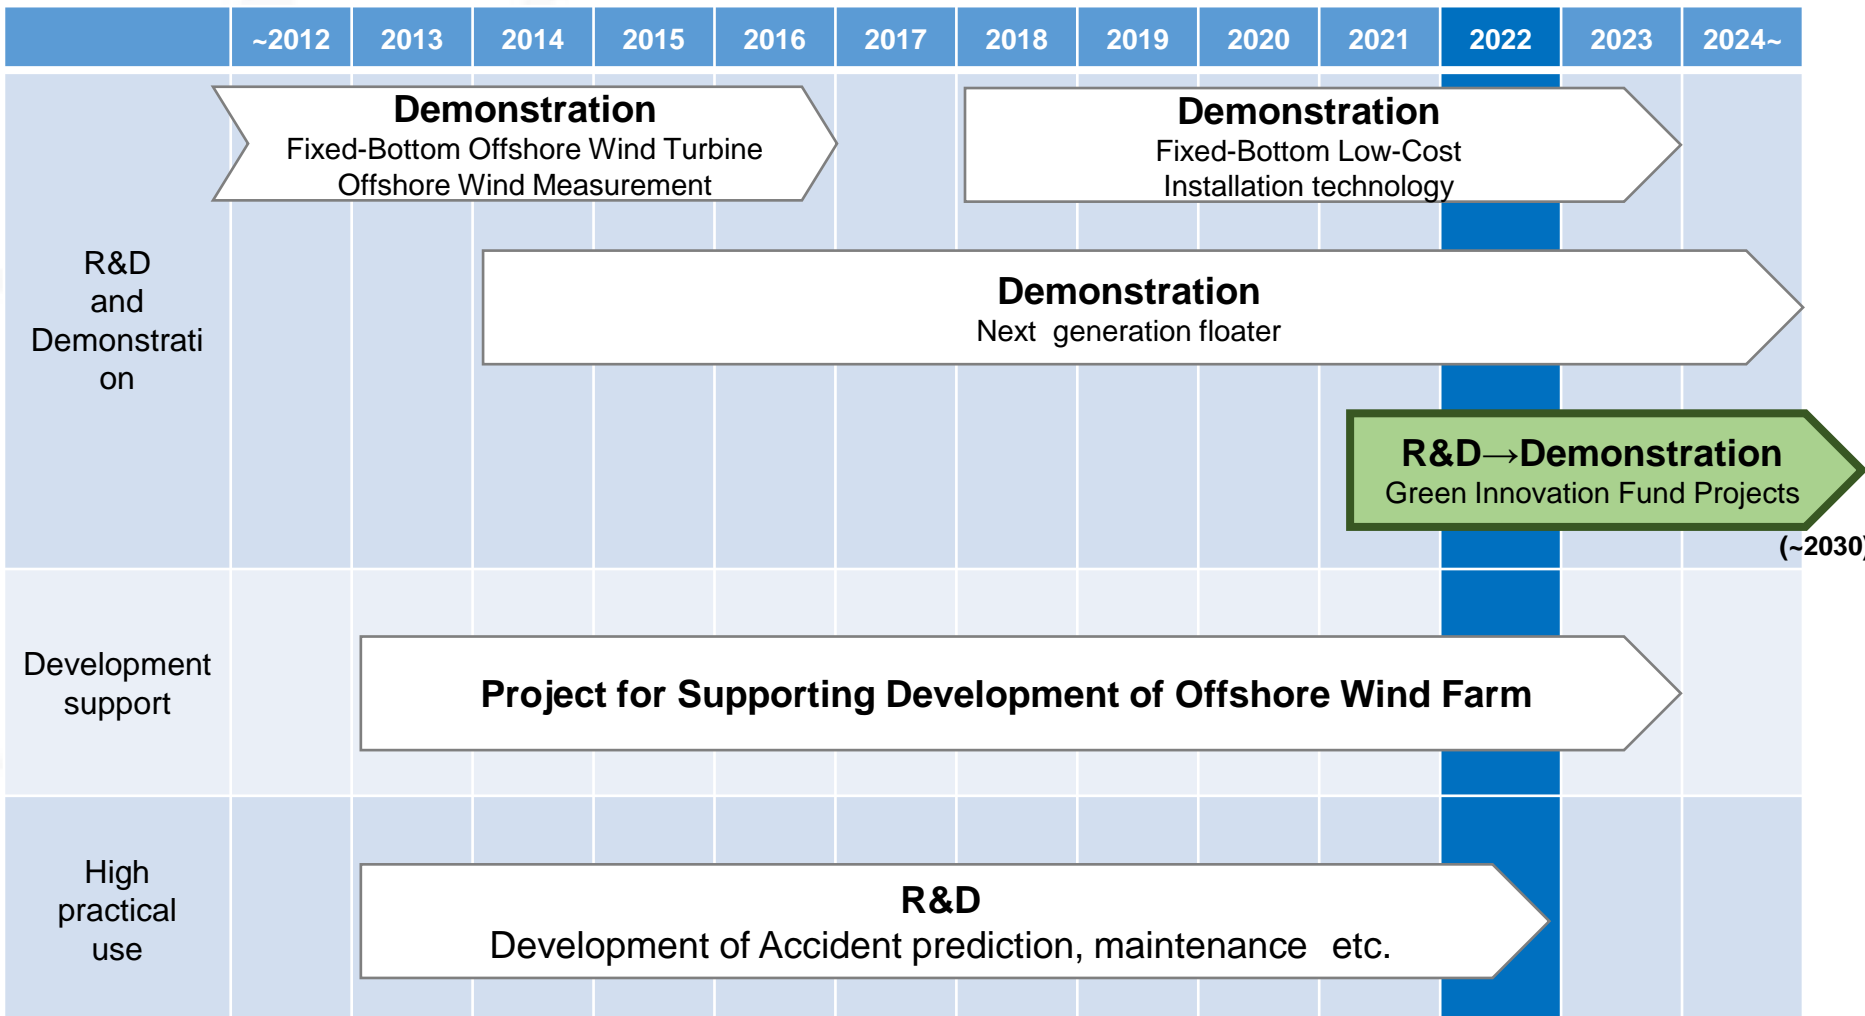 ~2012 2013 2014 2015 2016 2017 2018 2019 2020 2021 2022 2023 2024~
R&D
and
Demonstrati
on
Demonstration
Fixed-Bottom Offshore Wind Turbine
Offshore Wind Measurement
Demonstration
Fixed-Bottom Low-Cost
Installation technology
Demonstration
Next generation floater
R&D→Demonstration
Green Innovation Fund Projects
(~2030)
Development
support
Project for Supporting Development of Offshore Wind Farm
High
practical
use
R&D
Development of Accident prediction, maintenance etc.